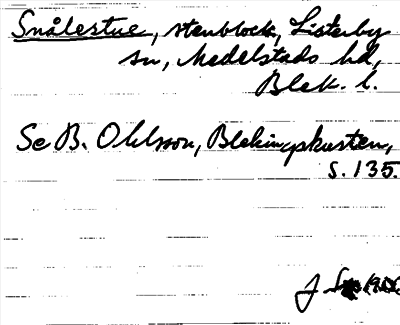 Snålestue, stenblock, Listerby
sn, Medelstads hd,
Blek. l.
Se B. Ohlsson, Blekingskusten,
s. 135.
J